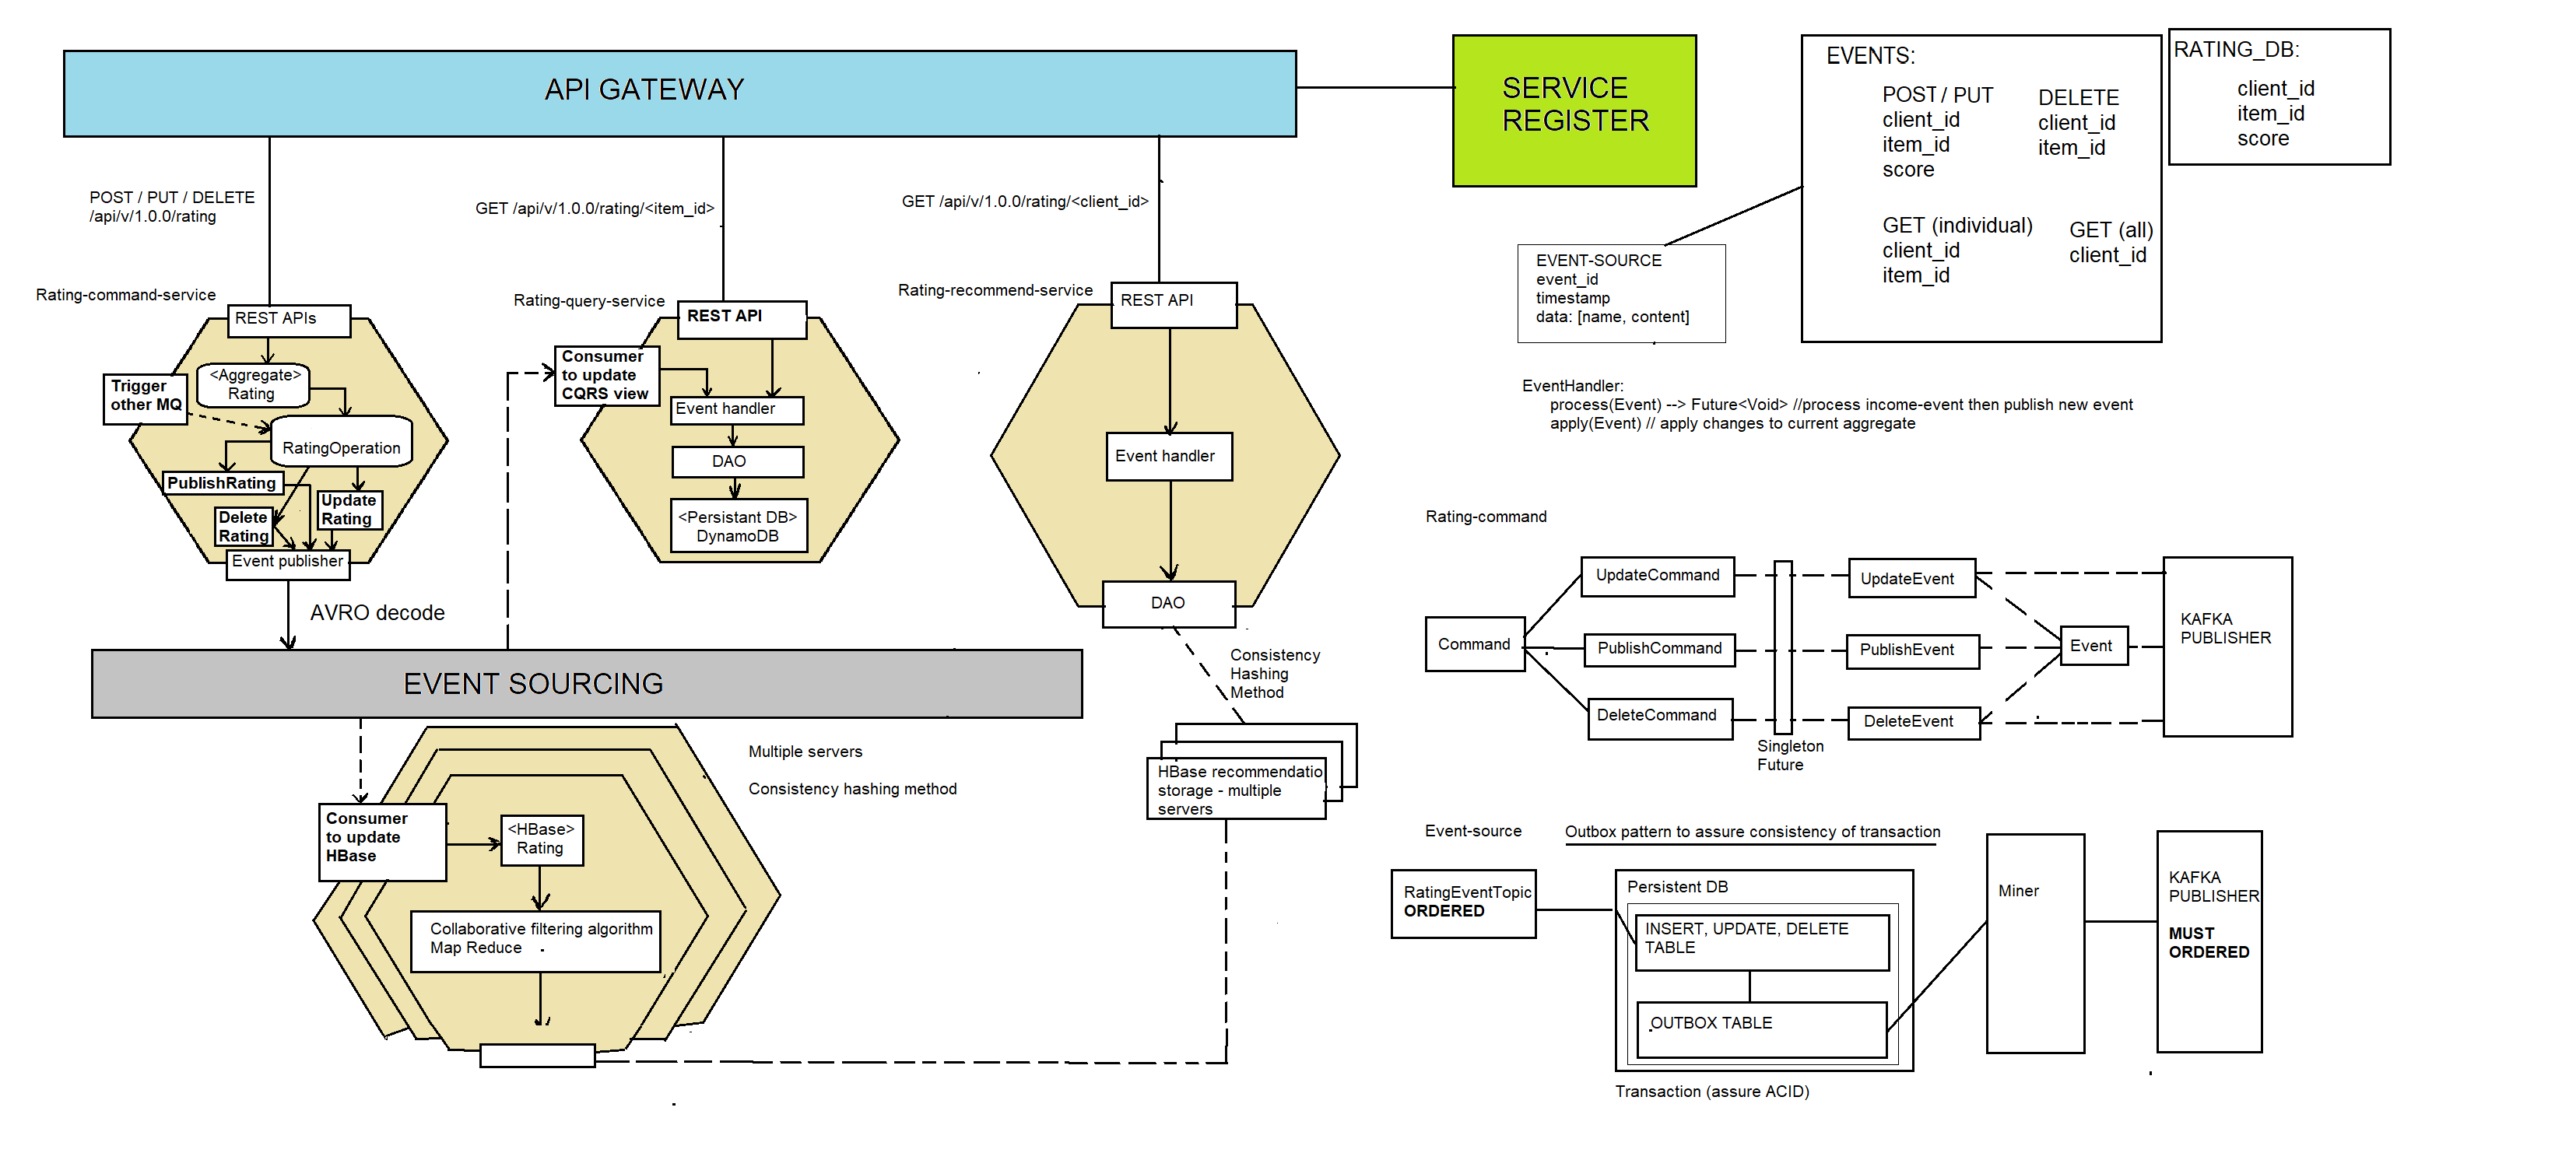 API GATEWAY
SERVICE
REGISTER
EVENTS:
POST / PUT
client_id
item_id
score
DELETE
client_id
item_id
GET (individual)
client_id
item_id
GET (all)
client_id
RATING_DB:
client_id
item_id
score
POST / PUT / DELETE
/api/v/1.0.0/rating
GET /api/v/1.0.0/rating/<item_id>
GET /api/v/1.0.0/rating/<client_id>
EVENT-SOURCE
event_id
timestamp
data: [name, content]
Rating-command-service
REST APIs
<Aggregate>
Rating
Trigger
other MQ
RatingOperation
PublishRating
Update
Rating
Delete
Rating
Event publisher
AVRO decode
Rating-query-service
REST API
Consumer
to update
CQRS view
Event handler
DAO
<Persistant DB>
DynamoDB
Rating-recommend-service
REST API
Event handler
DAO
Consistency
Hashing
Method
HBase recommendatio
storage - multiple
servers
EventHandler:
process(Event) --> Future<Void> //process income-event then publish new event
apply(Event) // apply changes to current aggregate
EVENT SOURCING
Multiple servers
Consistency hashing method
Consumer
to update
HBase
<HBase>
Rating
Collaborative filtering algorithm
Map Reduce
Rating-command
Command
UpdateCommand
PublishCommand
DeleteCommand
Singleton
Future
UpdateEvent
PublishEvent
DeleteEvent
Event
KAFKA
PUBLISHER
Event-source
Outbox pattern to assure consistency of transaction
RatingEventTopic
ORDERED
Persistent DB
INSERT, UPDATE, DELETE
TABLE
OUTBOX TABLE
Transaction (assure ACID)
Miner
KAFKA
PUBLISHER
MUST
ORDERED